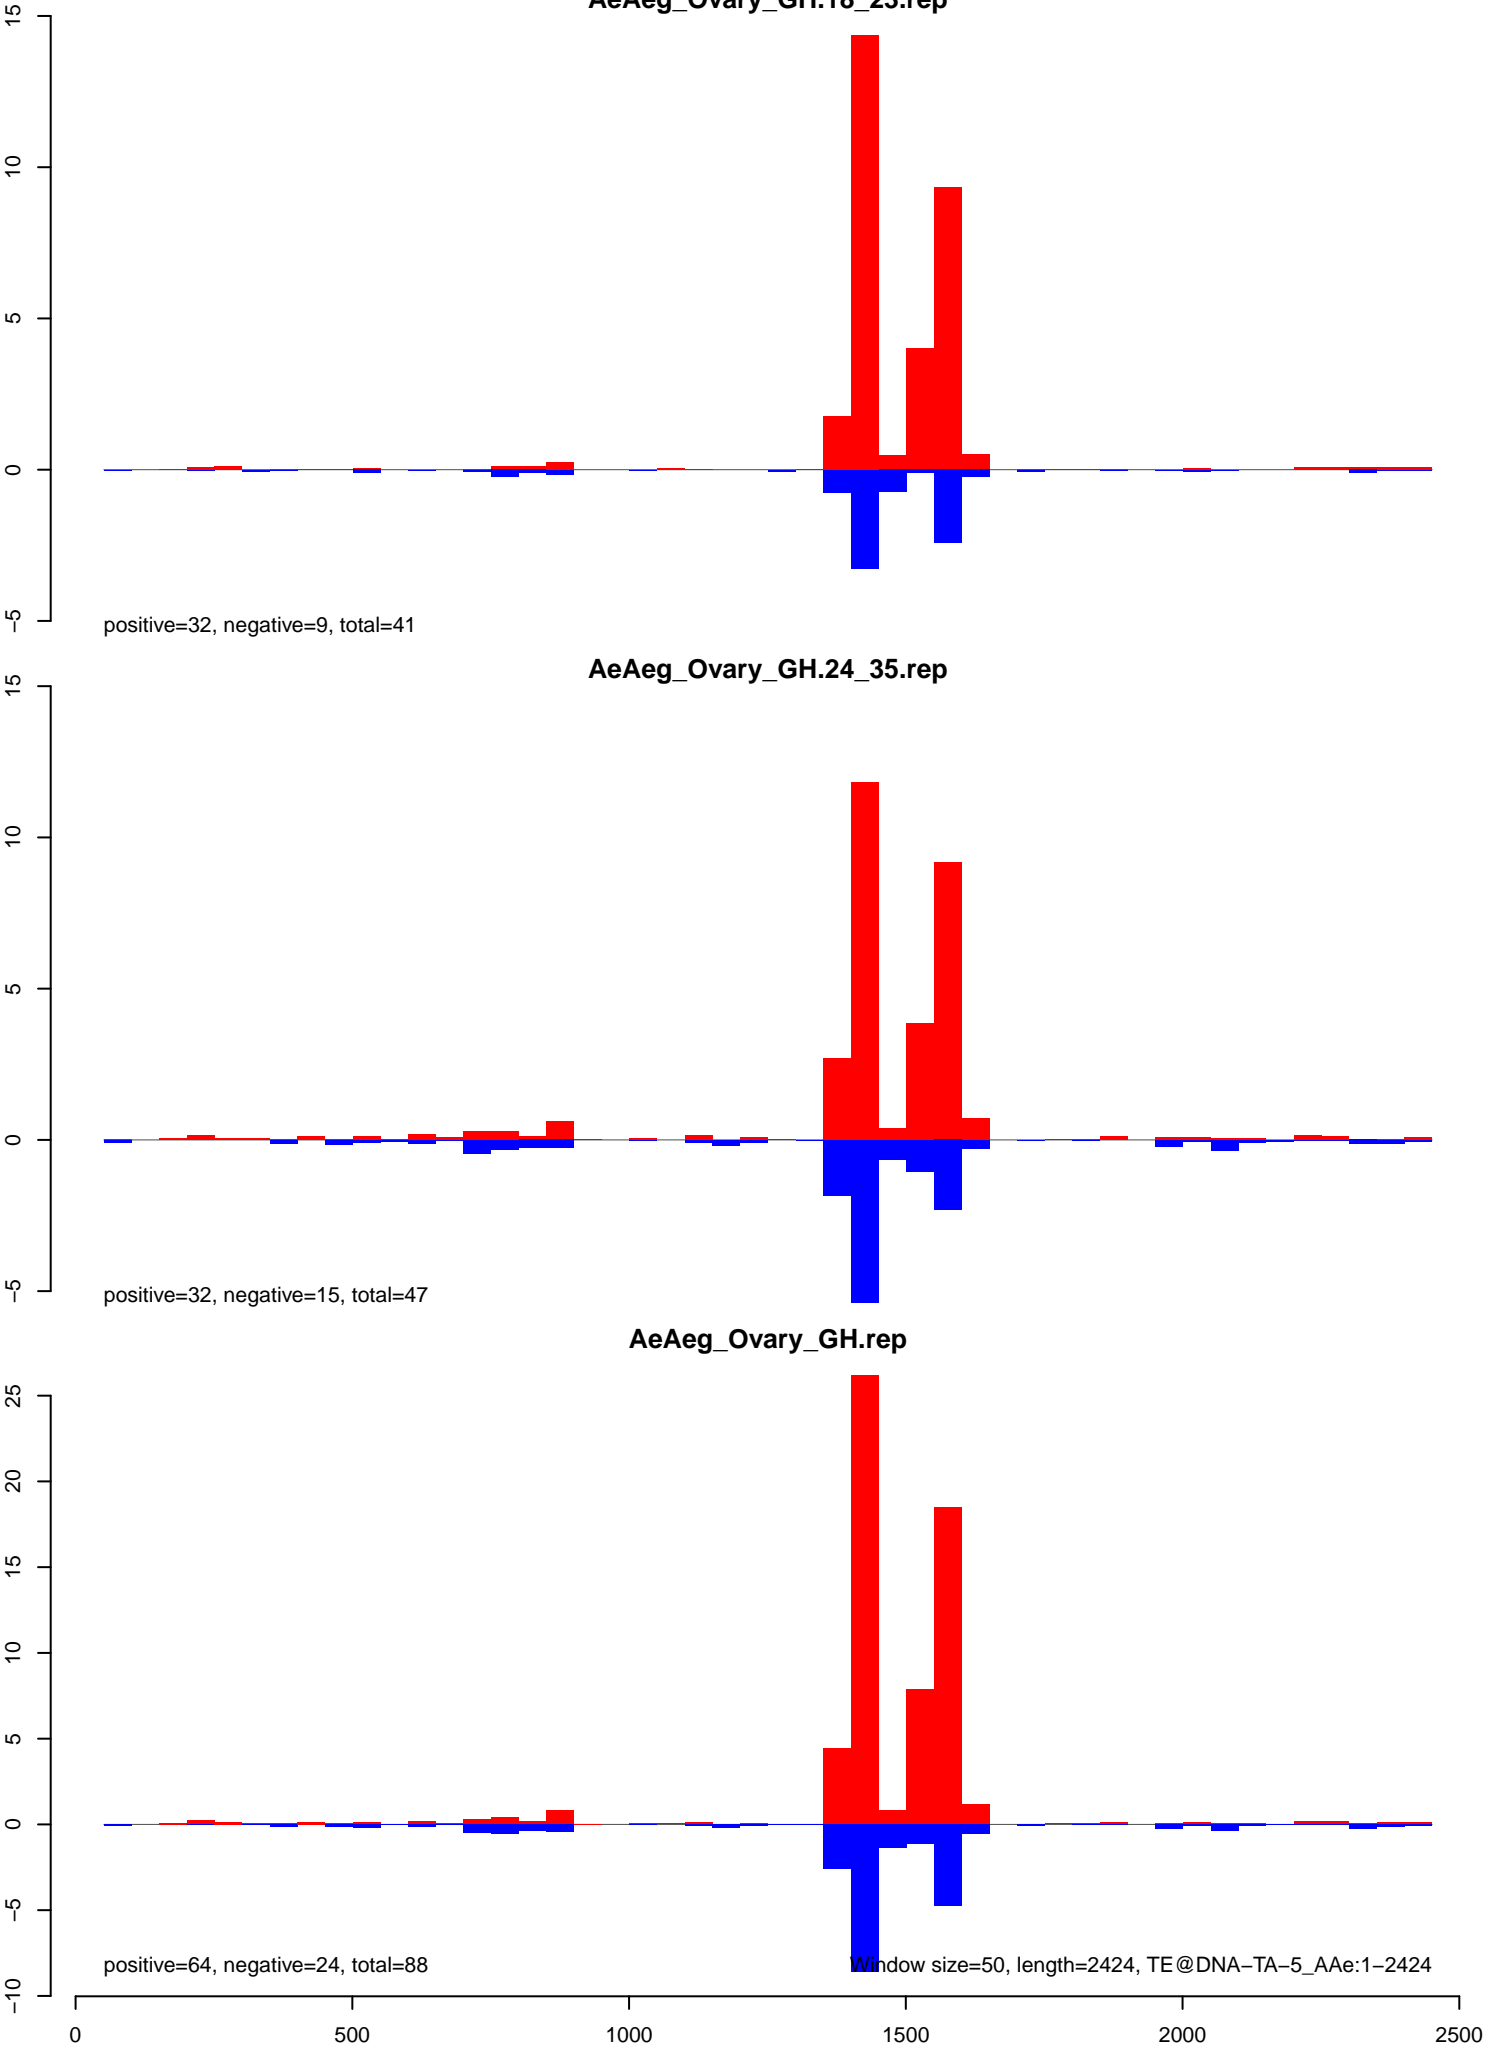 AeAeg_Ovary_GH.18_23.rep
15
10
5
0
−5
positive=32, negative=9, total=41
AeAeg_Ovary_GH.24_35.rep
15
10
5
0
−5
positive=32, negative=15, total=47
AeAeg_Ovary_GH.rep
25
20
15
10
5
0
−5
−10
positive=64, negative=24, total=88
Window size=50, length=2424, TE@DNA−TA−5_AAe:1−2424
0 500 1000 1500 2000 2500